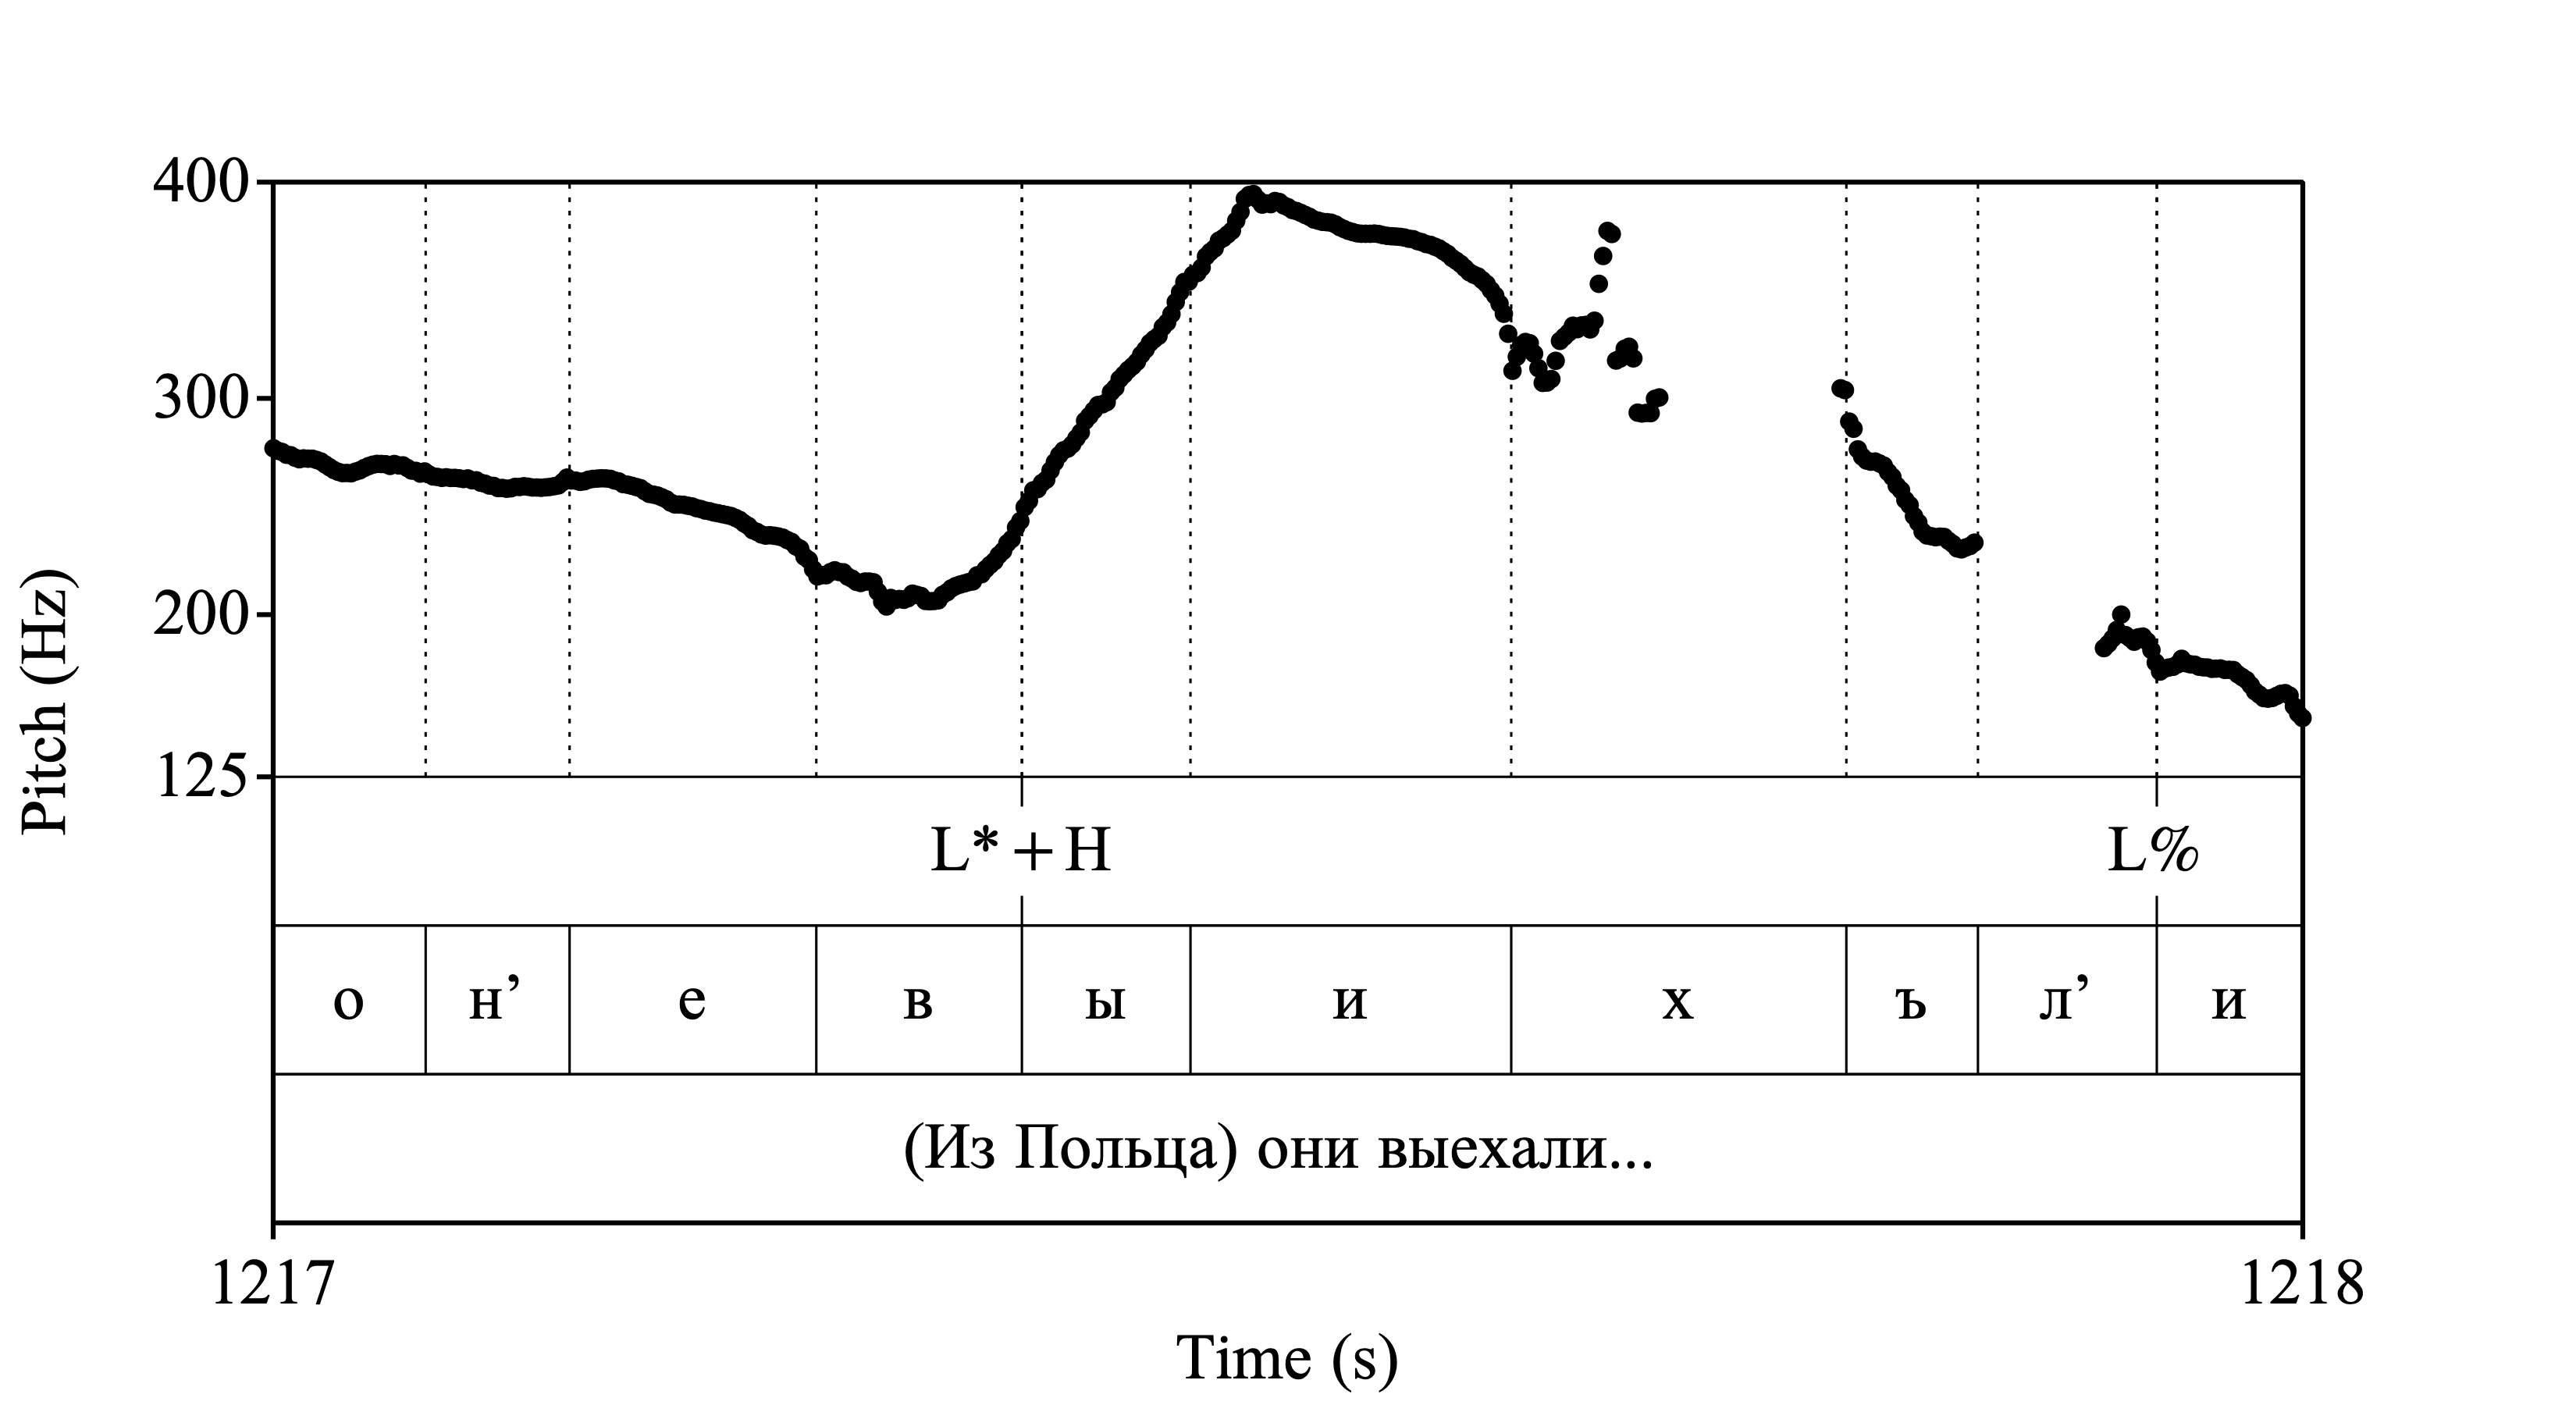 400
300
200
125
Pitch (Hz)
L*+H L%
о н’ е в ы и х ъ л’ и
(Из Польца) они выехали...
1217 1218
Time (s)